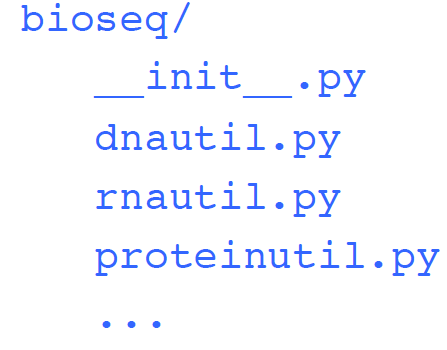 bioseq/
__init__.py
dnautil.py
rnautil.py
proteinutil.py
...